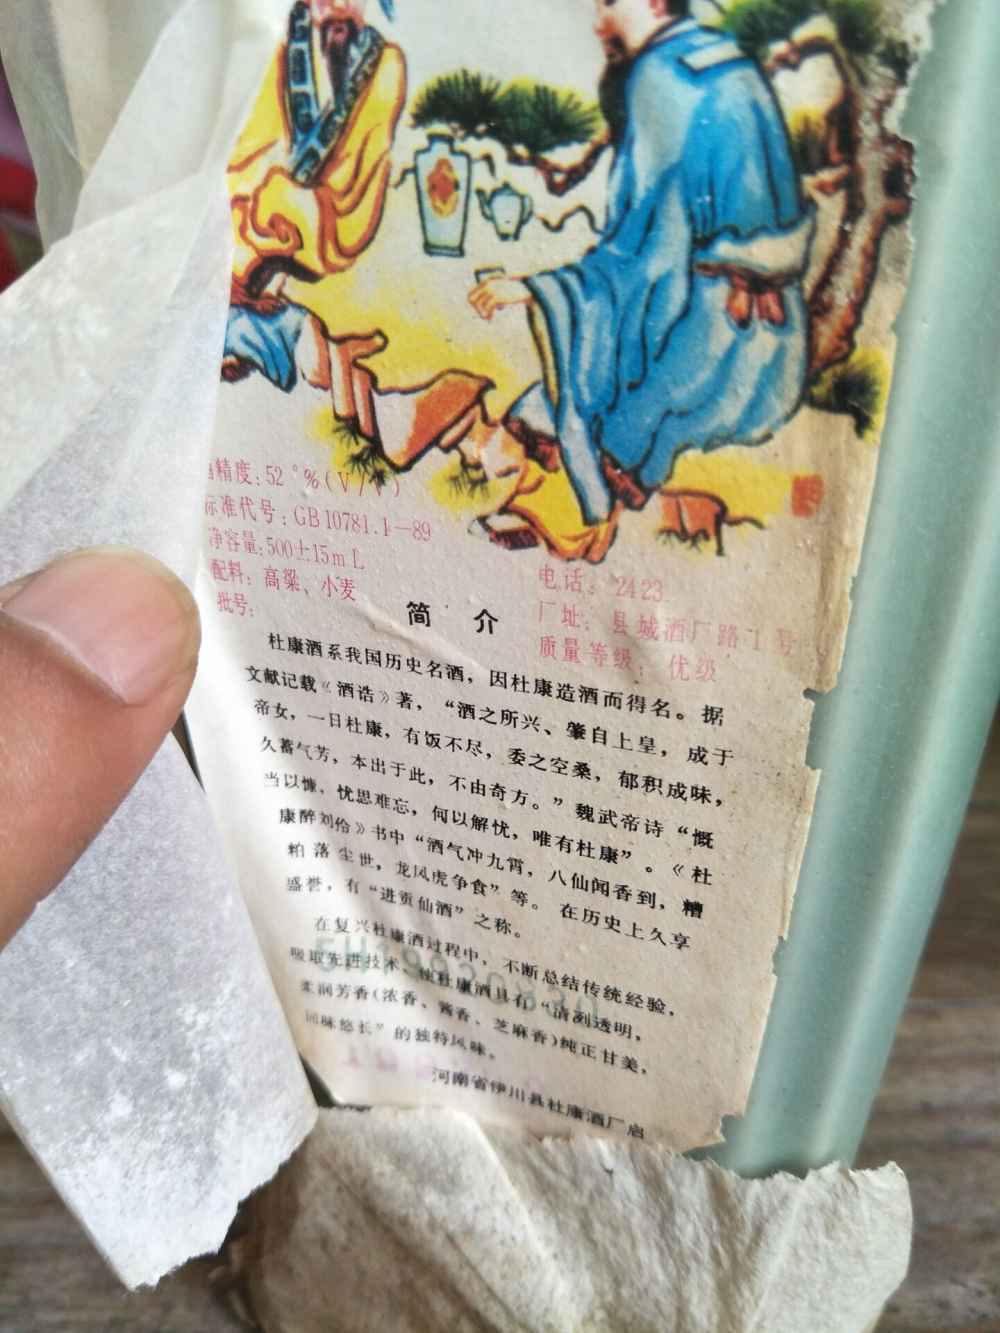 精度:52°%(V/V)
标准代号:GB10781.1—89
净容量:500±15mL
配料:高粱、小麦
批号:
电话:2423
厂址:县城酒厂路1号
质量等级:优级
简介
杜康酒系我国历史名酒，因杜康造酒而得名。据
文献记载《酒诰》著，“酒之所兴、肇自上皇，成于
帝女，一日杜康，有饭不尽，委之空桑，郁积成味，
久蓄气芳，本出于此，不由奇方。”魏武帝诗“慨
当以慷，忧思难忘，何以解忧，唯有杜康”。《杜
康醉刘伶》书中“酒气冲九霄，八仙闻香到，糟
粕落尘世，龙凤虎争食”等。在历史上久享
盛誉，有“进贡仙酒”之称。
在复兴杜康酒过程中，不断总结传统经验，
吸取先进技术、使杜康酒具有“清冽透明，
柔润芳香(浓香、酱香、芝麻香)纯正甘美，
回味悠长”的独特风味。
河南省伊川县杜康酒厂启